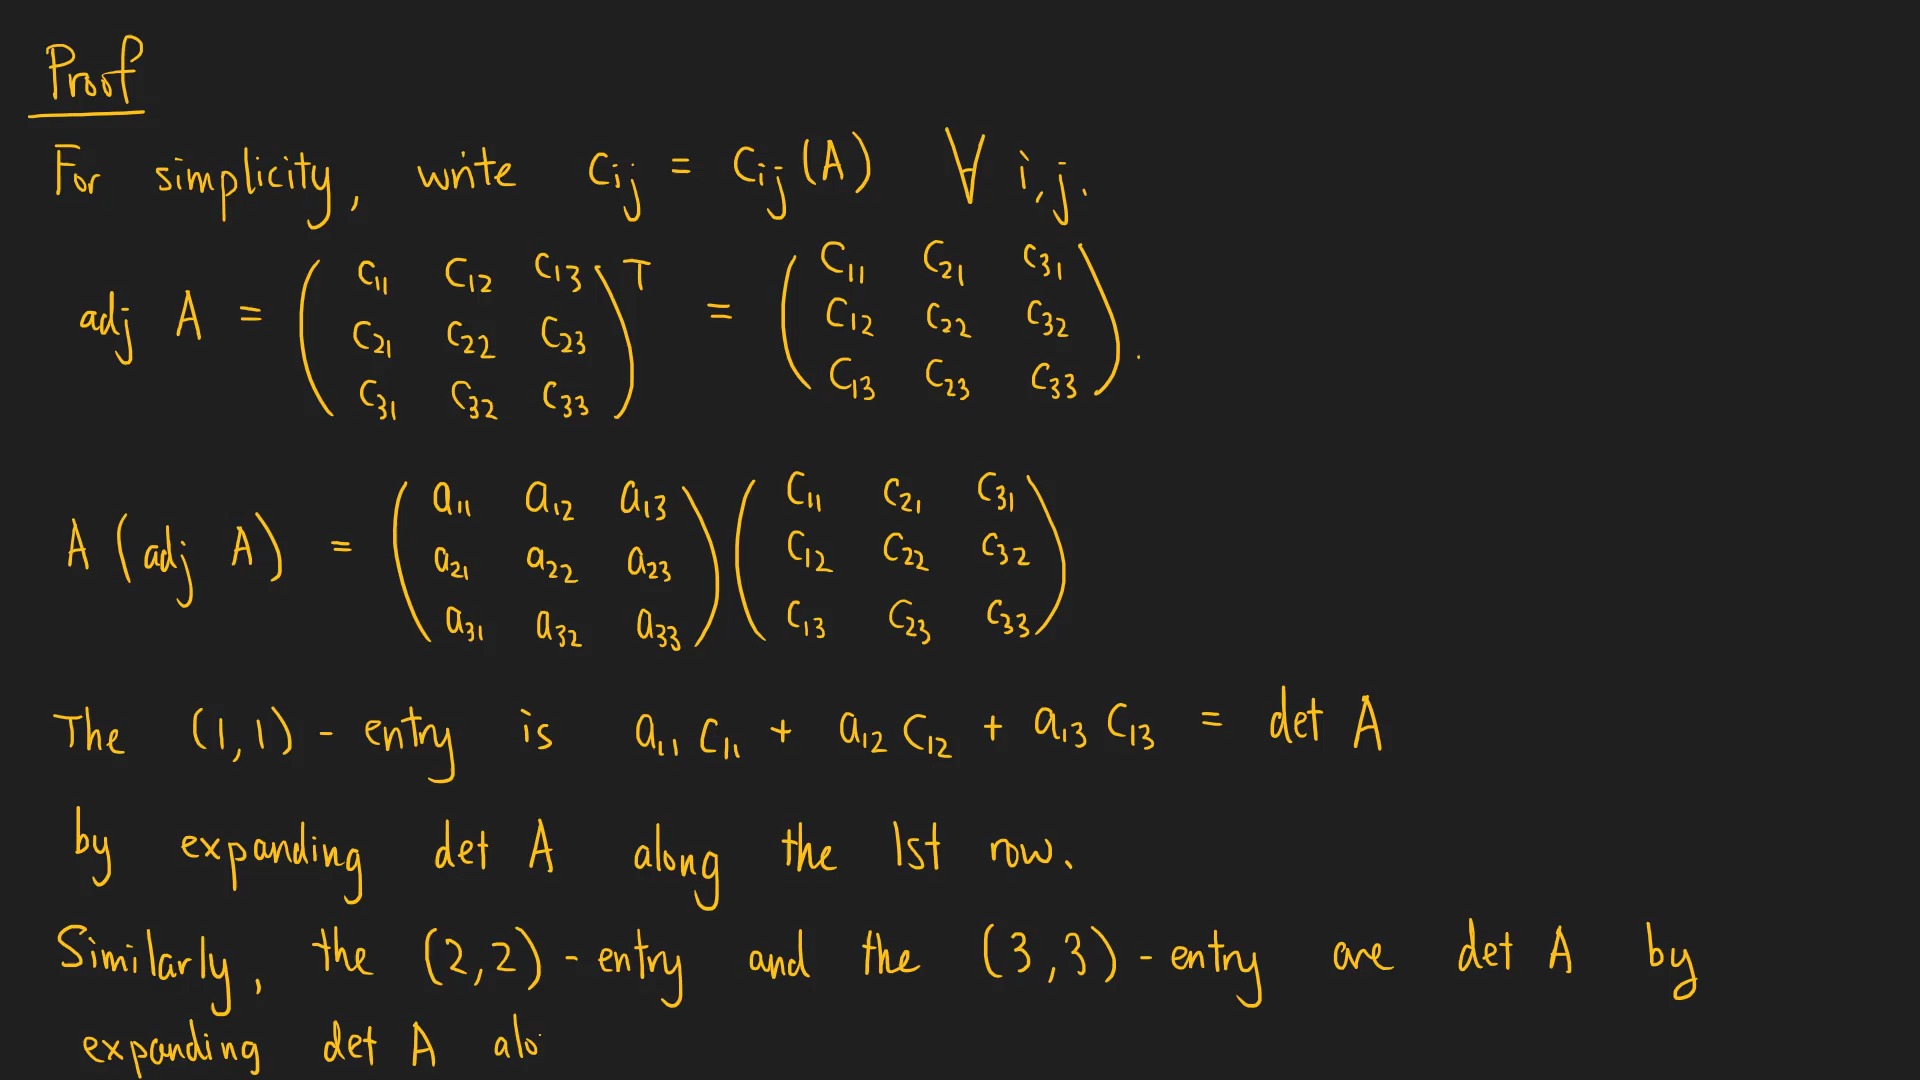 Proof
For simplicity, write Cij = Cij(A) ∀ i,j.
adj A = ( C11 C12 C13 ; C21 C22 C23 ; C31 C32 C33 )^T = ( C11 C21 C31 ; C12 C22 C32 ; C13 C23 C33 ).
A (adj A) = ( a11 a12 a13 ; a21 a22 a23 ; a31 a32 a33 ) ( C11 C21 C31 ; C12 C22 C32 ; C13 C23 C33 )
The (1,1)-entry is a11 C11 + a12 C12 + a13 C13 = det A
by expanding det A along the 1st row.
Similarly, the (2,2)-entry and the (3,3)-entry are det A by
expanding det A alo